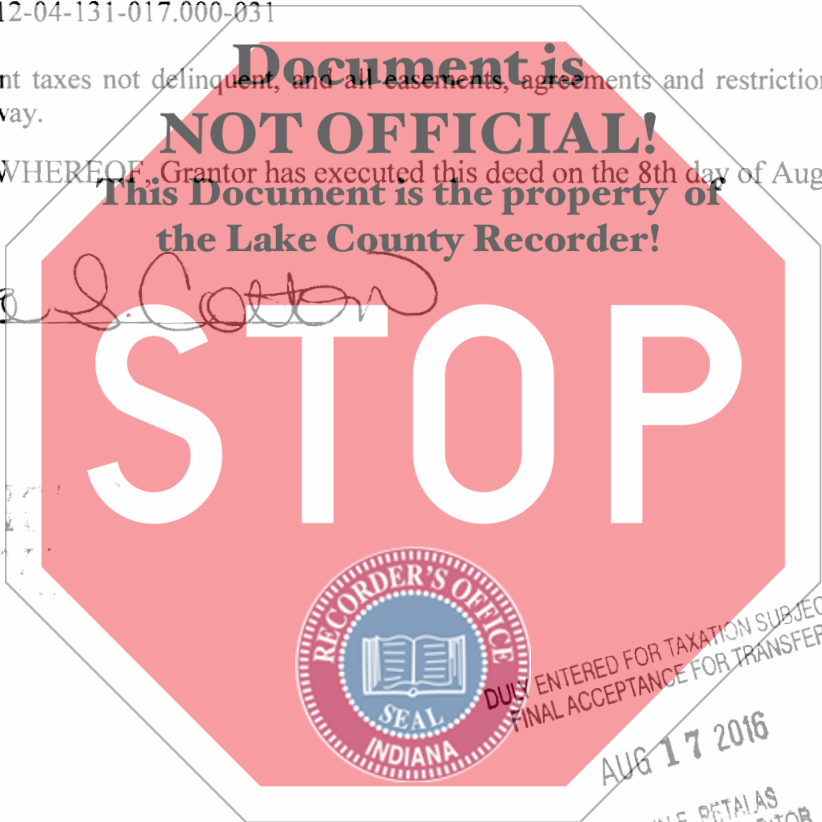 12-04-131-017.000-031
Document is
nt taxes not delinquent, and all easements, agreements and restriction
way.
NOT OFFICIAL!
WHEREOF, Grantor has executed this deed on the 8th day of Aug
This Document is the property of
the Lake County Recorder!
S. Cotton
STOP
RECORDER'S OFFICE
SEAL
INDIANA
DULY ENTERED FOR TAXATION SUBJEC
FINAL ACCEPTANCE FOR TRANSFER
AUG 17 2016
E. PETALAS